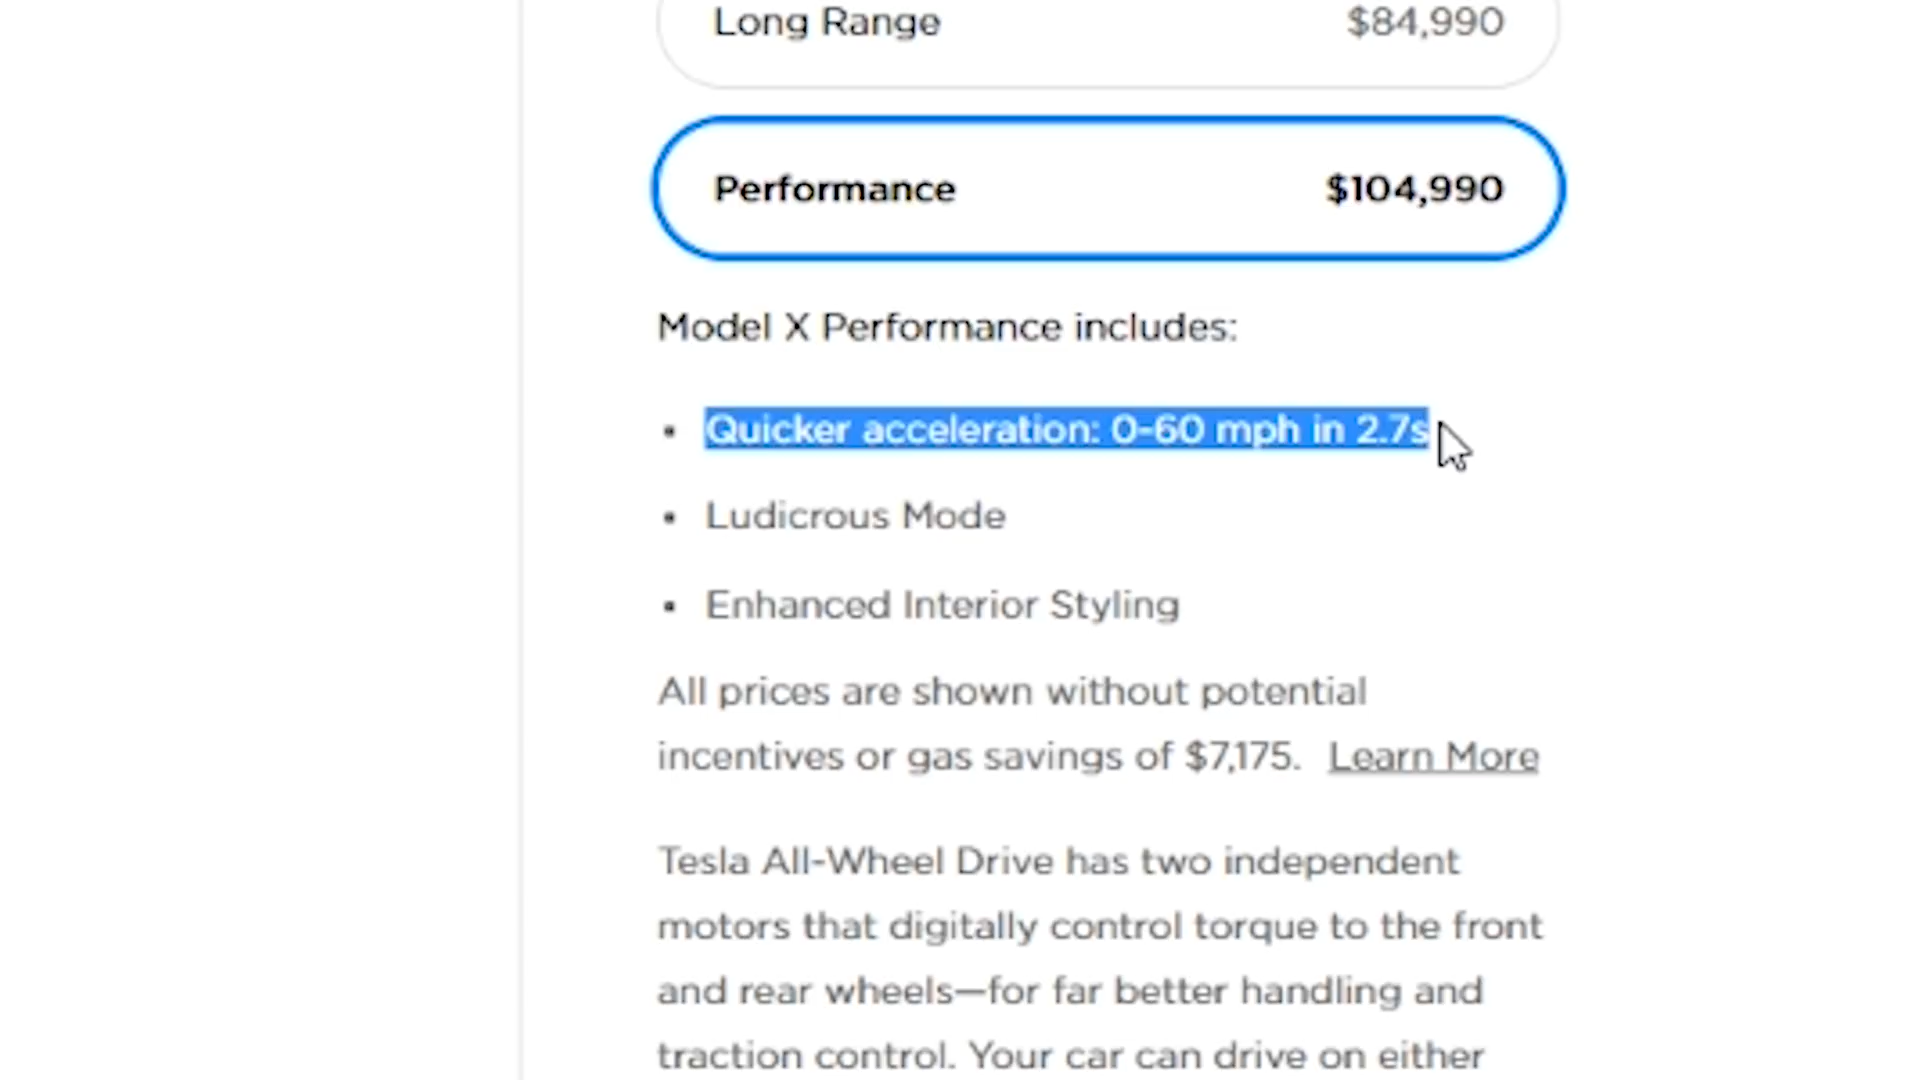 Long Range $84,990
Performance $104,990
Model X Performance includes:
• Quicker acceleration: 0-60 mph in 2.7s
• Ludicrous Mode
• Enhanced Interior Styling
All prices are shown without potential
incentives or gas savings of $7,175. Learn More
Tesla All-Wheel Drive has two independent
motors that digitally control torque to the front
and rear wheels—for far better handling and
traction control. Your car can drive on either